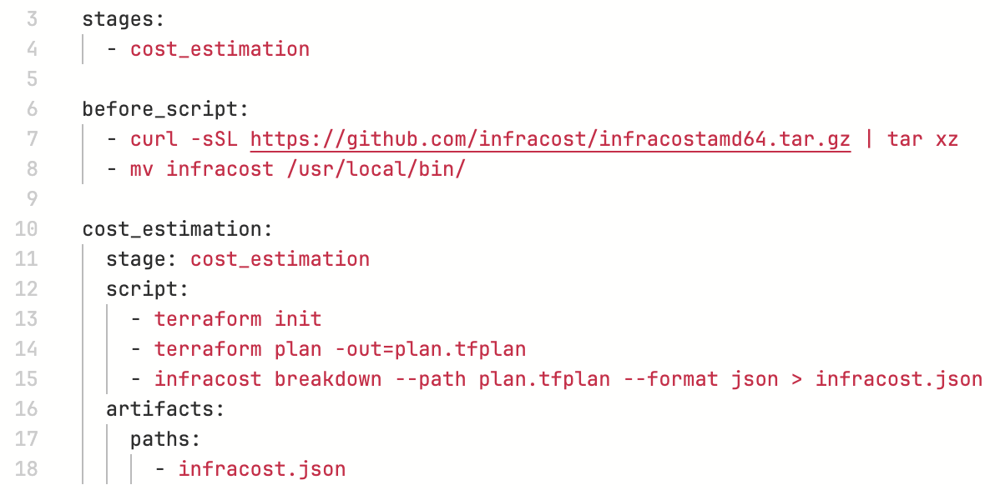 3 stages:
4 - cost_estimation
5
6 before_script:
7 - curl -sSL https://github.com/infracost/infracostamd64.tar.gz | tar xz
8 - mv infracost /usr/local/bin/
9
10 cost_estimation:
11 stage: cost_estimation
12 script:
13 - terraform init
14 - terraform plan -out=plan.tfplan
15 - infracost breakdown --path plan.tfplan --format json > infracost.json
16 artifacts:
17 paths:
18 - infracost.json